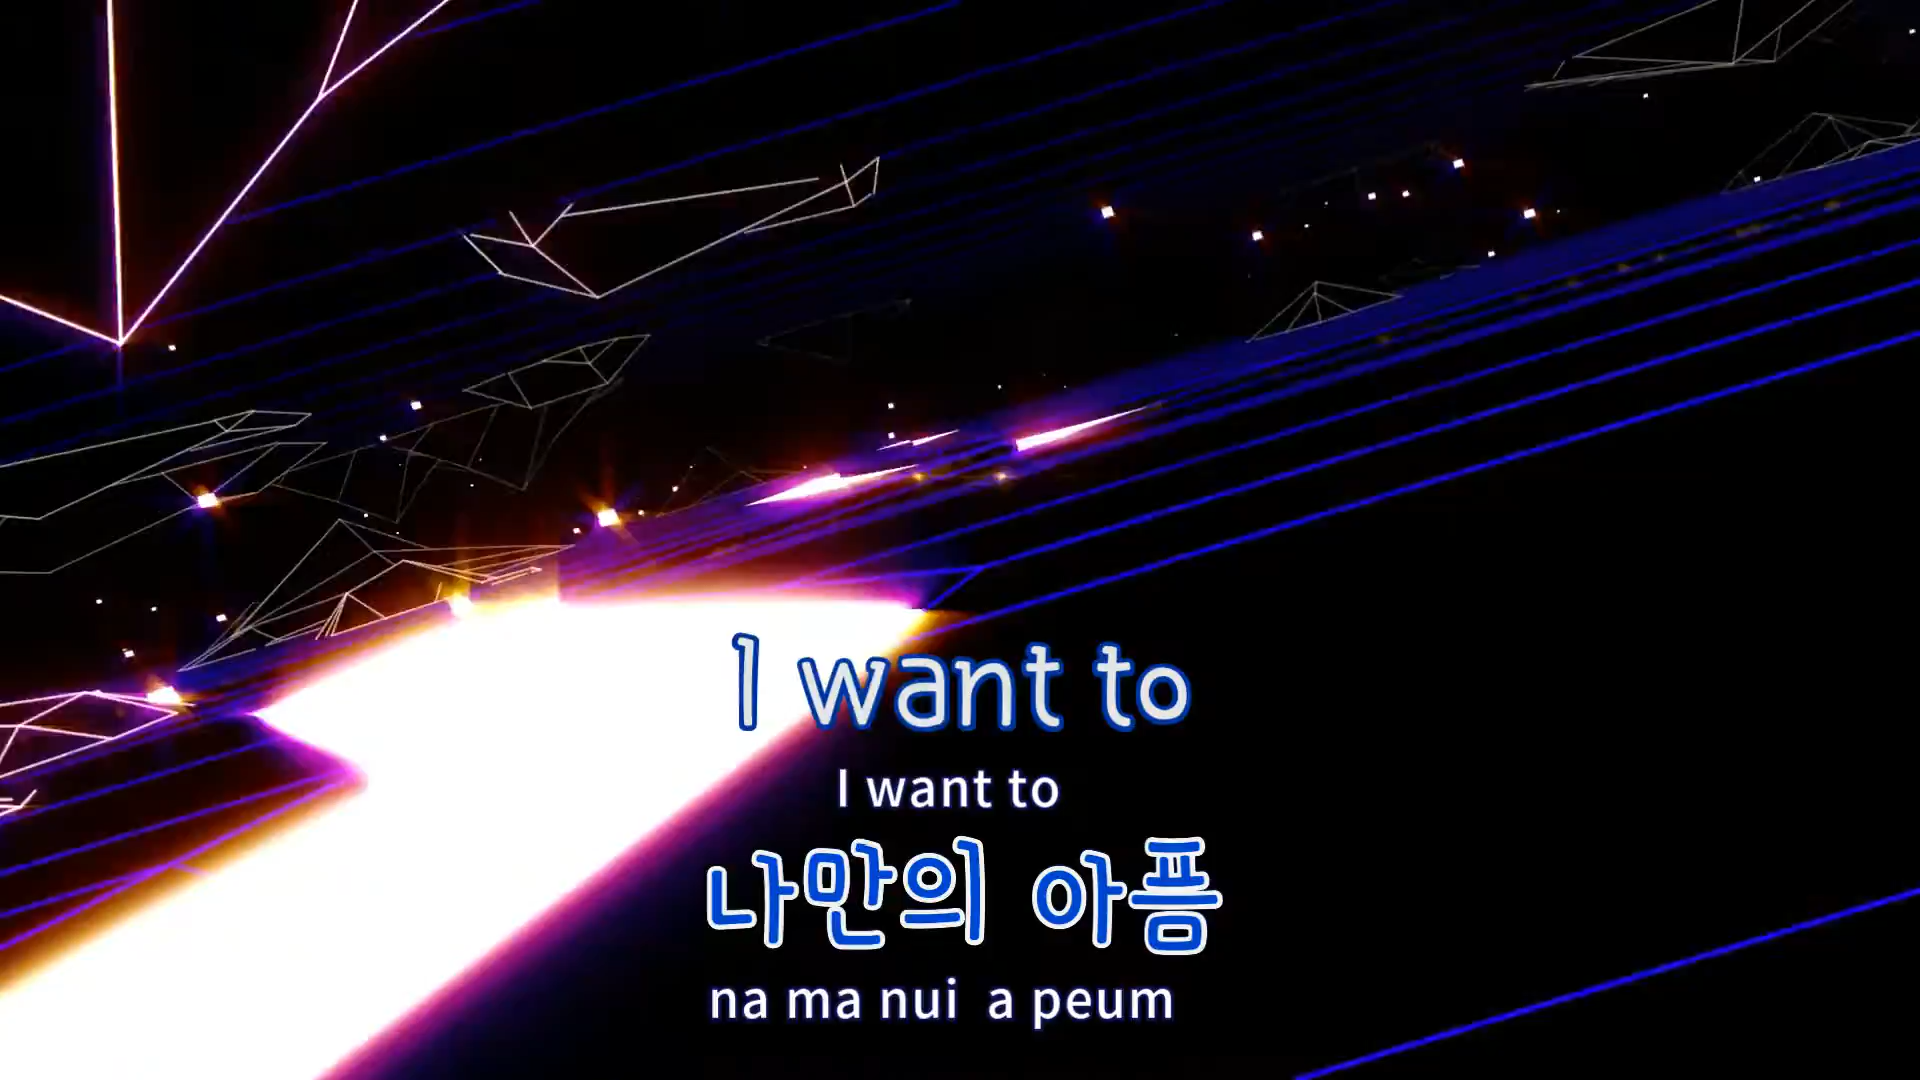 I want to
I want to
나만의 아픔
na ma nui a peum